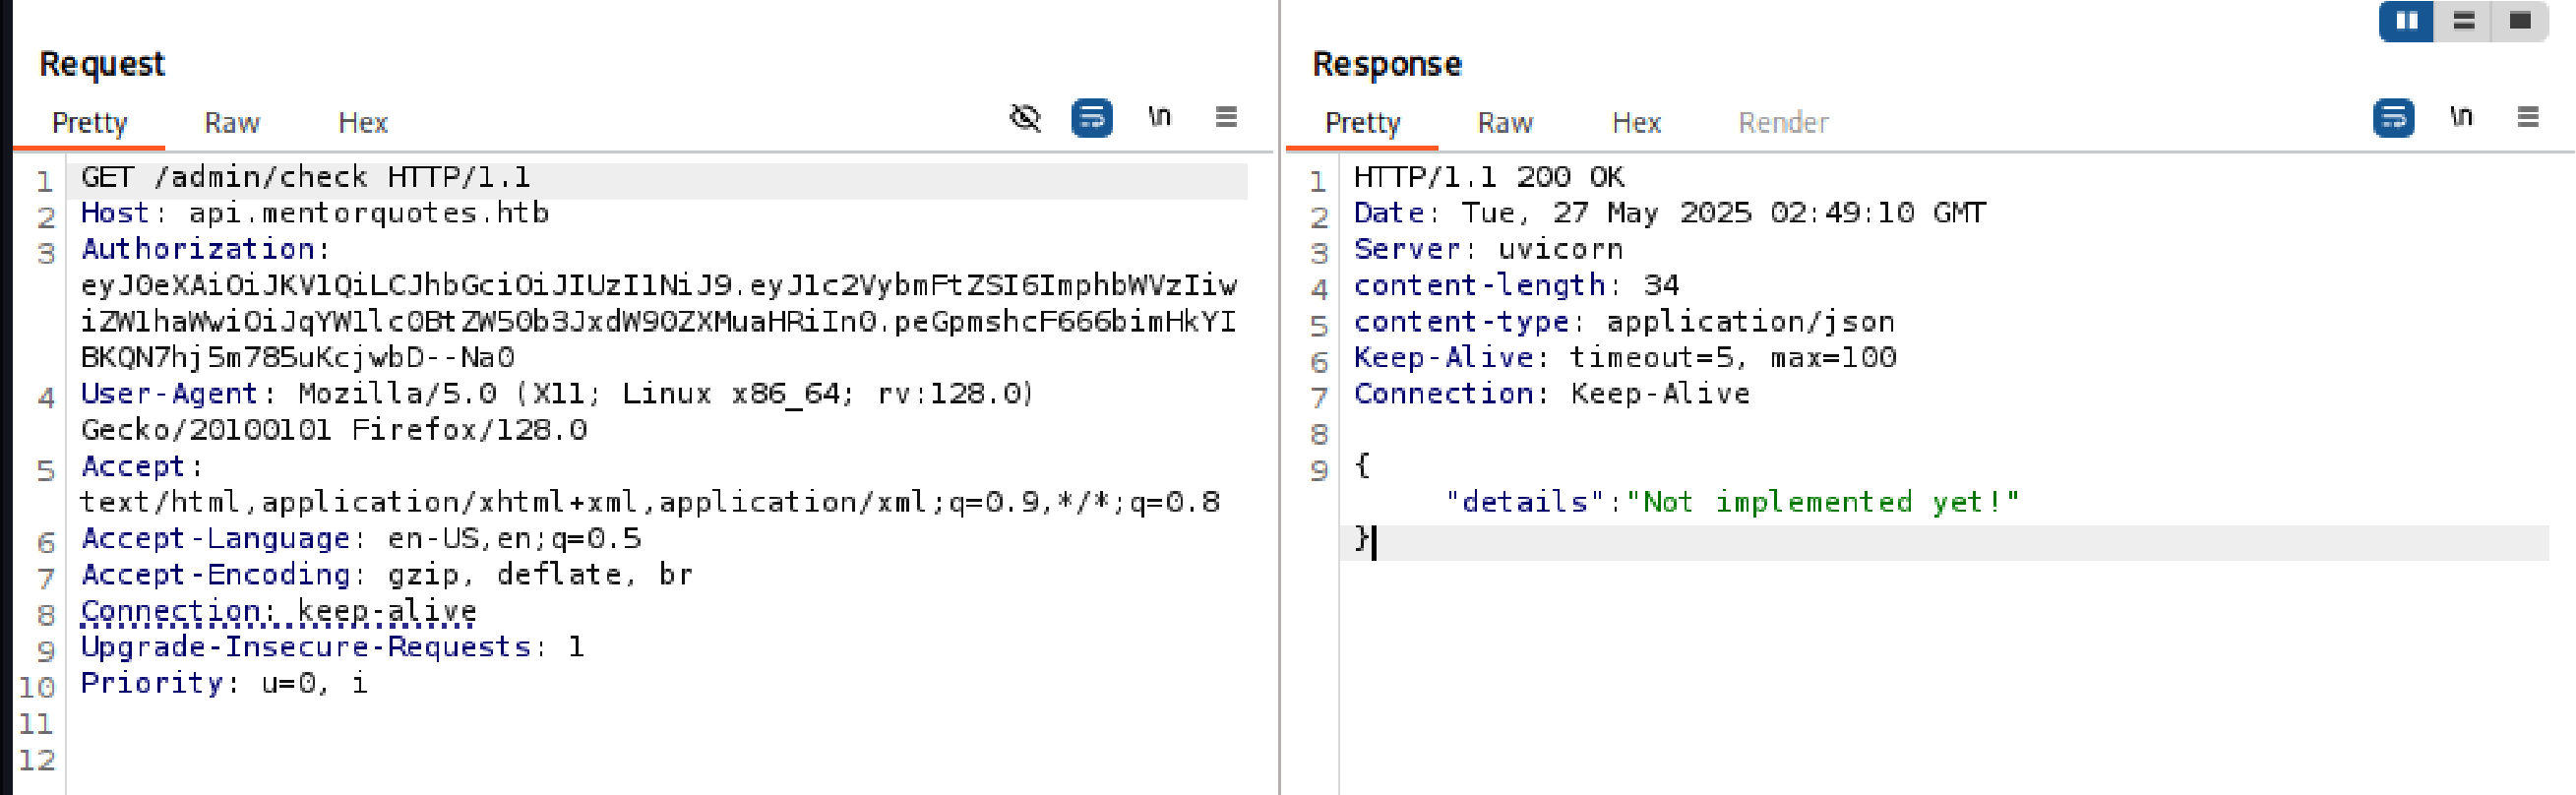 Request
Pretty Raw Hex \n
1 GET /admin/check HTTP/1.1
2 Host: api.mentorquotes.htb
3 Authorization:
eyJ0eXAiOiJKV1QiLCJhbGciOiJIUzI1NiJ9.eyJ1c2VybmFtZSI6ImphbWVzIiw
iZW1haWwiOiJqYW1lc0BtZW50b3JxdW90ZXMuaHRiIn0.peGpmshcF666bimHkYI
BKQN7hj5m785uKcjwbD--Na0
4 User-Agent: Mozilla/5.0 (X11; Linux x86_64; rv:128.0)
Gecko/20100101 Firefox/128.0
5 Accept:
text/html,application/xhtml+xml,application/xml;q=0.9,*/*;q=0.8
6 Accept-Language: en-US,en;q=0.5
7 Accept-Encoding: gzip, deflate, br
8 Connection: keep-alive
9 Upgrade-Insecure-Requests: 1
10 Priority: u=0, i
11
12
Response
Pretty Raw Hex Render \n
1 HTTP/1.1 200 OK
2 Date: Tue, 27 May 2025 02:49:10 GMT
3 Server: uvicorn
4 content-length: 34
5 content-type: application/json
6 Keep-Alive: timeout=5, max=100
7 Connection: Keep-Alive
8
9 {
"details":"Not implemented yet!"
}